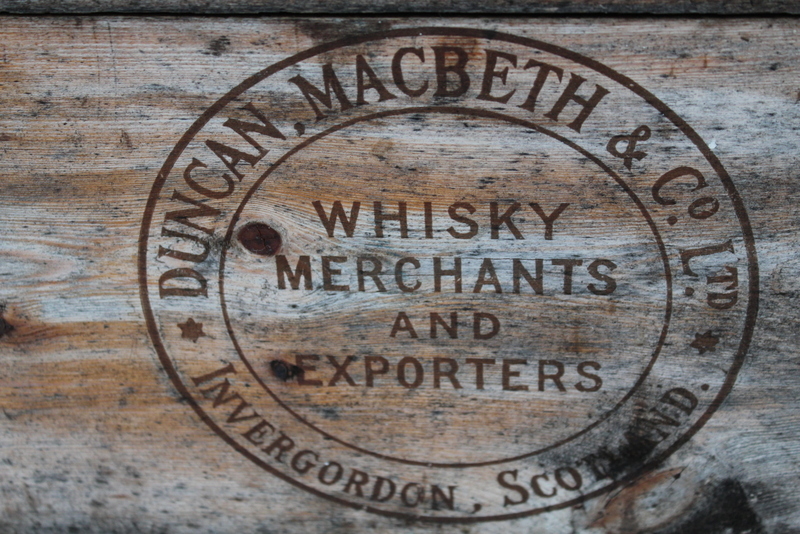 DUNCAN, MACBETH & Co. LTD
WHISKY
MERCHANTS
AND
EXPORTERS
INVERGORDON, SCOTLAND.